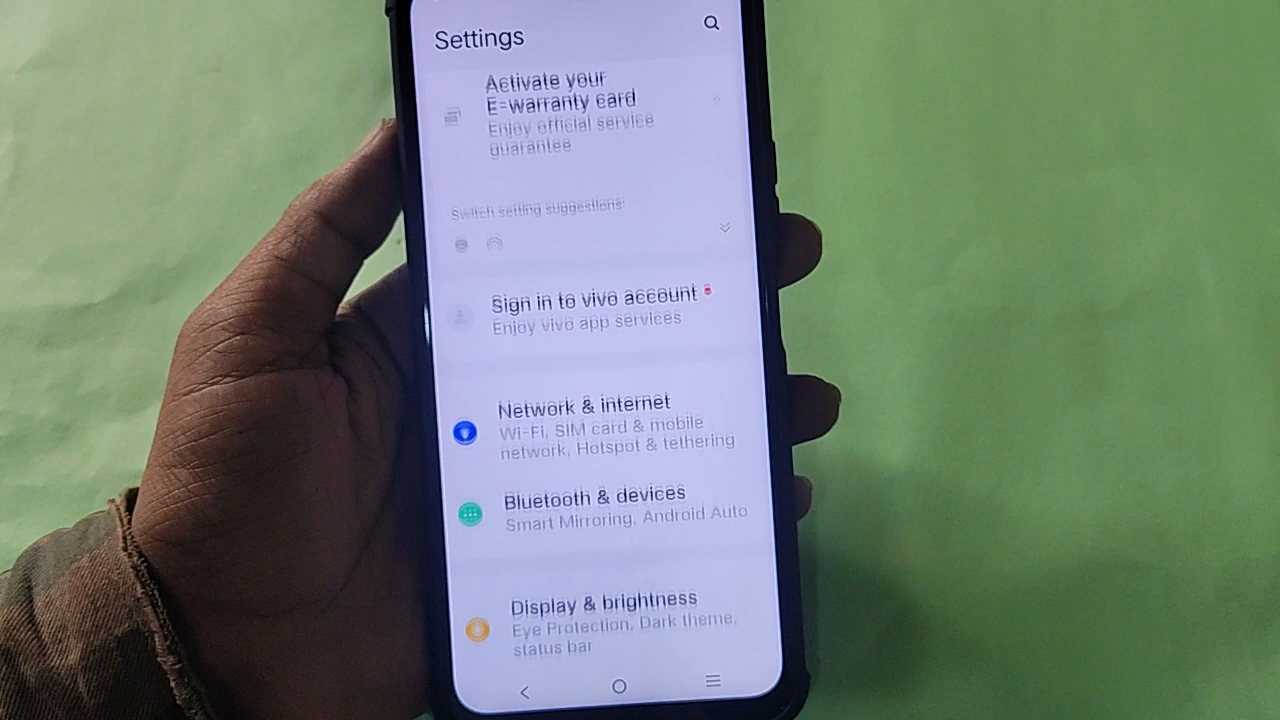 Settings
Activate your
E-warranty card
Enjoy official service
guarantee
Switch setting suggestions:
Sign in to vivo account
Enjoy vivo app services
Network & internet
Wi-Fi, SIM card & mobile
network, Hotspot & tethering
Bluetooth & devices
Smart Mirroring, Android Auto
Display & brightness
Eye Protection, Dark theme,
status bar